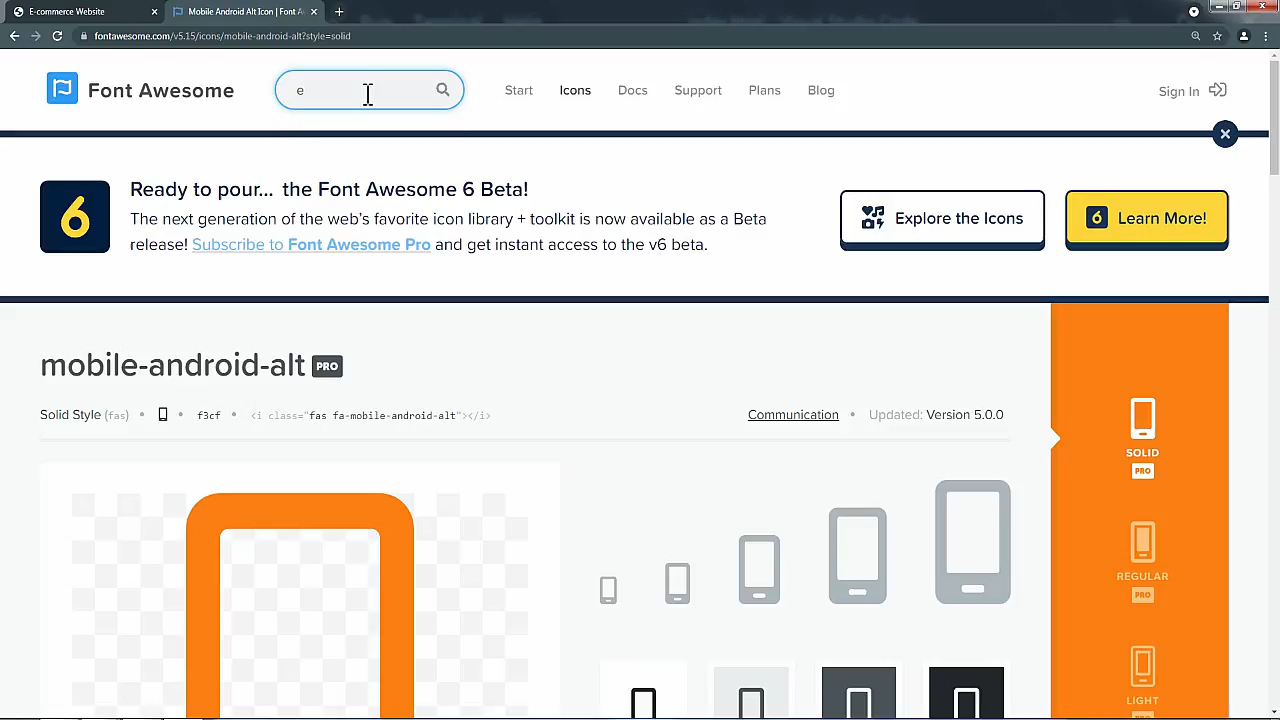 E-commerce Website
Mobile Android Alt Icon | Font A
fontawesome.com/v5.15/icons/mobile-android-alt?style=solid
Font Awesome
e
Start
Icons
Docs
Support
Plans
Blog
Sign In
6
Ready to pour... the Font Awesome 6 Beta!
The next generation of the web's favorite icon library + toolkit is now available as a Beta
release! Subscribe to Font Awesome Pro and get instant access to the v6 beta.
Explore the Icons
6 Learn More!
mobile-android-alt PRO
Solid Style (fas) • • f3cf • <i class="fas fa-mobile-android-alt"></i>
Communication • Updated: Version 5.0.0
SOLID
PRO
REGULAR
PRO
LIGHT